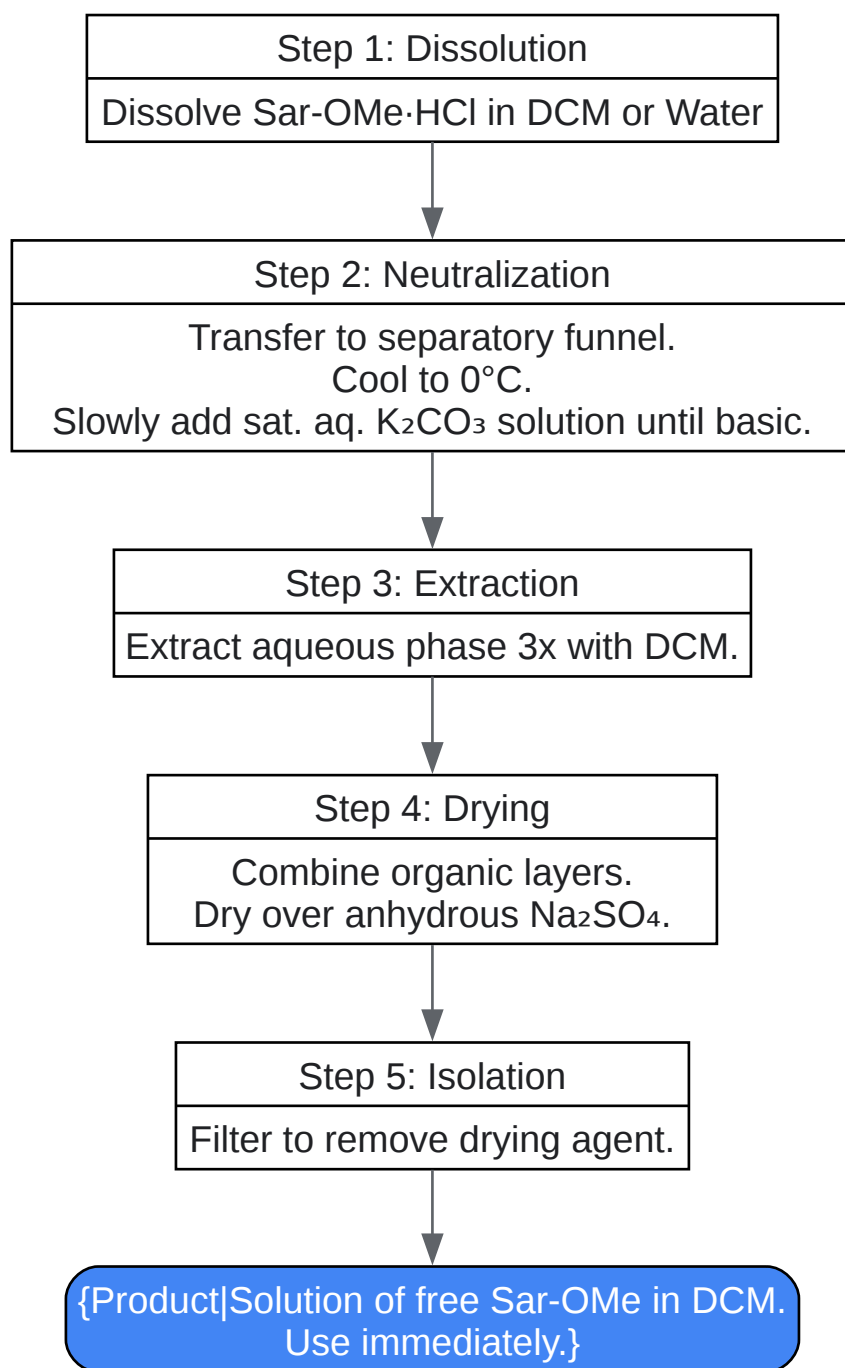 Step 1: Dissolution
Dissolve Sar-OMe·HCl in DCM or Water
Step 2: Neutralization
Transfer to separatory funnel.
Cool to 0°C.
Slowly add sat. aq. K₂CO₃ solution until basic.
Step 3: Extraction
Extract aqueous phase 3x with DCM.
Step 4: Drying
Combine organic layers.
Dry over anhydrous Na₂SO₄.
Step 5: Isolation
Filter to remove drying agent.
{Product|Solution of free Sar-OMe in DCM.
Use immediately.}